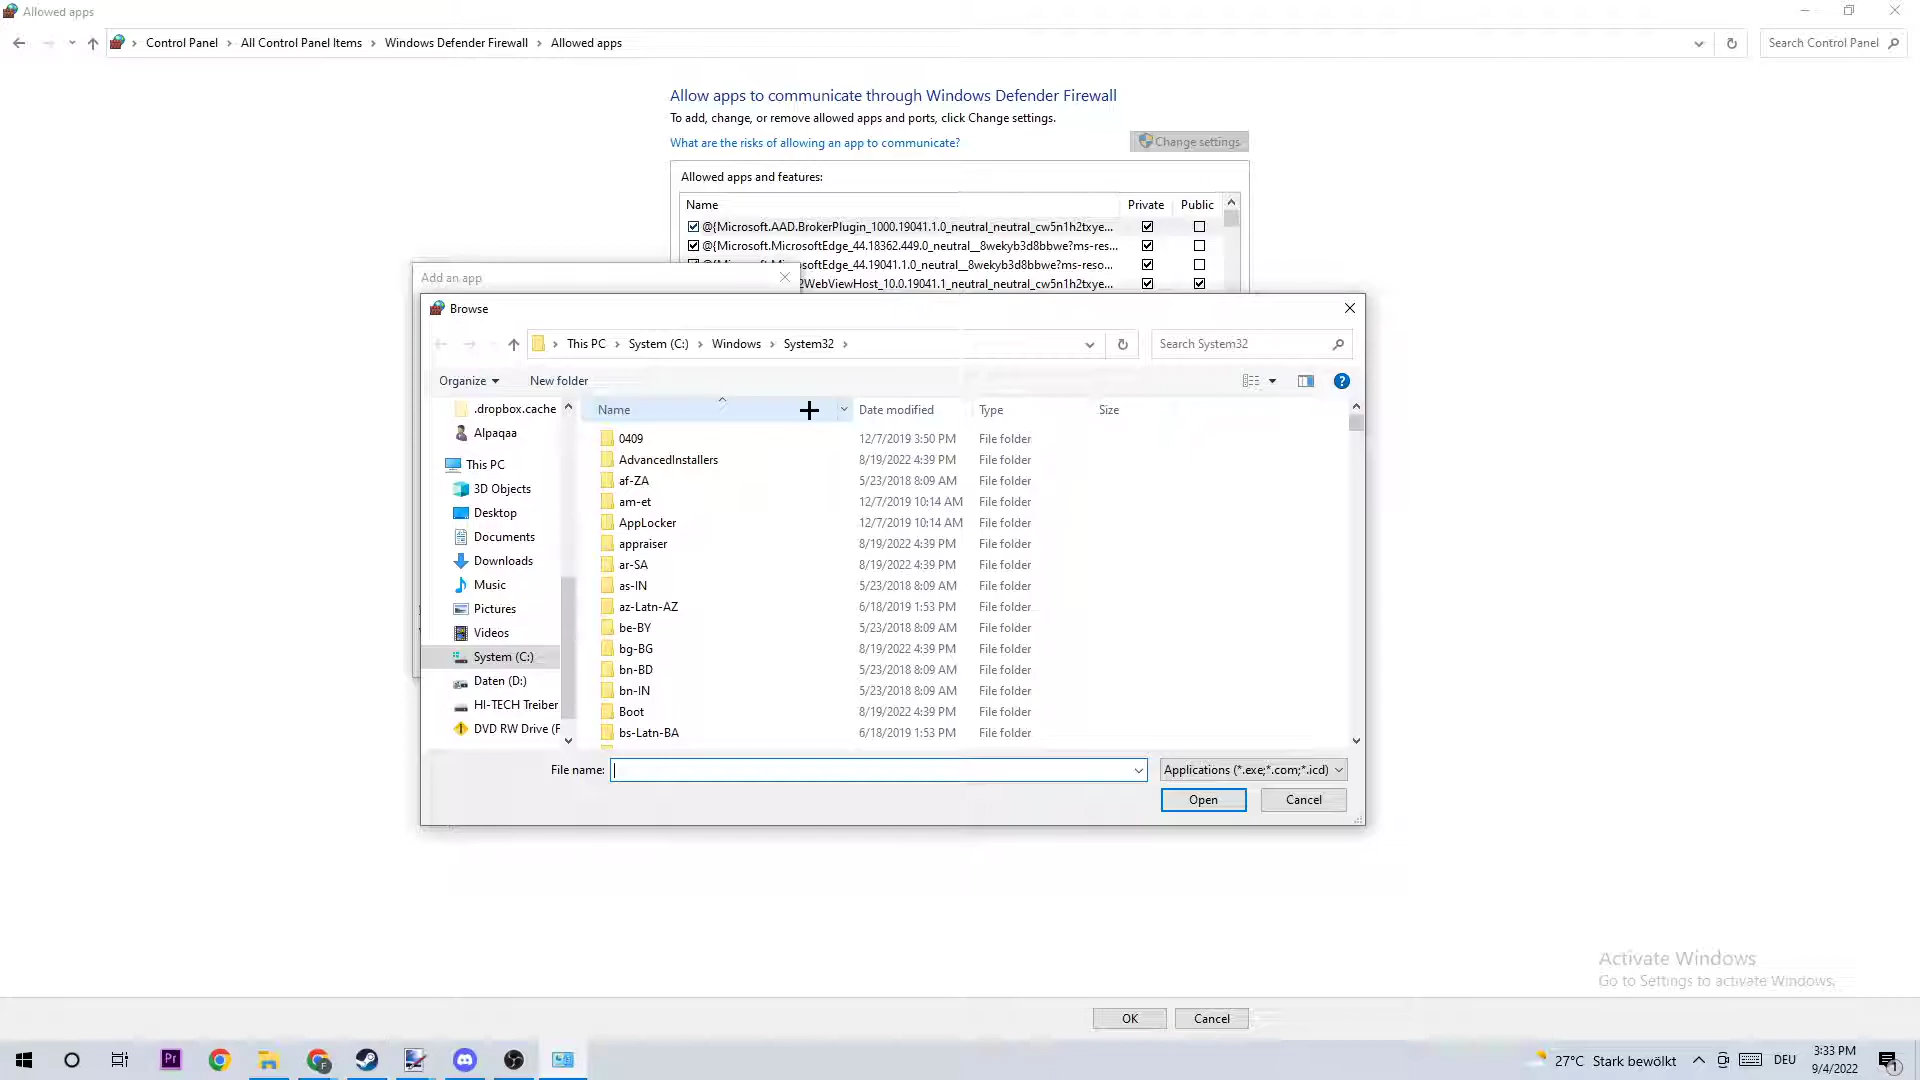 Allowed apps
Control Panel > All Control Panel Items > Windows Defender Firewall > Allowed apps
Search Control Panel
Allow apps to communicate through Windows Defender Firewall
To add, change, or remove allowed apps and ports, click Change settings.
What are the risks of allowing an app to communicate?
Change settings
Allowed apps and features:
Name Private Public
@{Microsoft.AAD.BrokerPlugin_1000.19041.1.0_neutral_neutral_cw5n1h2txye...
@{Microsoft.MicrosoftEdge_44.18362.449.0_neutral__8wekyb3d8bbwe?ms-res...
osoftEdge_44.19041.1.0_neutral__8wekyb3d8bbwe?ms-reso...
2WebViewHost_10.0.19041.1_neutral_neutral_cw5n1h2txye...
Add an app
Browse
This PC > System (C:) > Windows > System32 >
Search System32
Organize New folder
.dropbox.cache
Alpaqaa
This PC
3D Objects
Desktop
Documents
Downloads
Music
Pictures
Videos
System (C:)
Daten (D:)
HI-TECH Treiber
DVD RW Drive (F
Name Date modified Type Size
0409 12/7/2019 3:50 PM File folder
AdvancedInstallers 8/19/2022 4:39 PM File folder
af-ZA 5/23/2018 8:09 AM File folder
am-et 12/7/2019 10:14 AM File folder
AppLocker 12/7/2019 10:14 AM File folder
appraiser 8/19/2022 4:39 PM File folder
ar-SA 8/19/2022 4:39 PM File folder
as-IN 5/23/2018 8:09 AM File folder
az-Latn-AZ 6/18/2019 1:53 PM File folder
be-BY 5/23/2018 8:09 AM File folder
bg-BG 8/19/2022 4:39 PM File folder
bn-BD 5/23/2018 8:09 AM File folder
bn-IN 5/23/2018 8:09 AM File folder
Boot 8/19/2022 4:39 PM File folder
bs-Latn-BA 6/18/2019 1:53 PM File folder
File name:
Applications (*.exe;*.com;*.icd)
Open Cancel
Activate Windows
Go to Settings to activate Windows.
OK Cancel
Pr
27°C Stark bewölkt
DEU
3:33 PM
9/4/2022
1